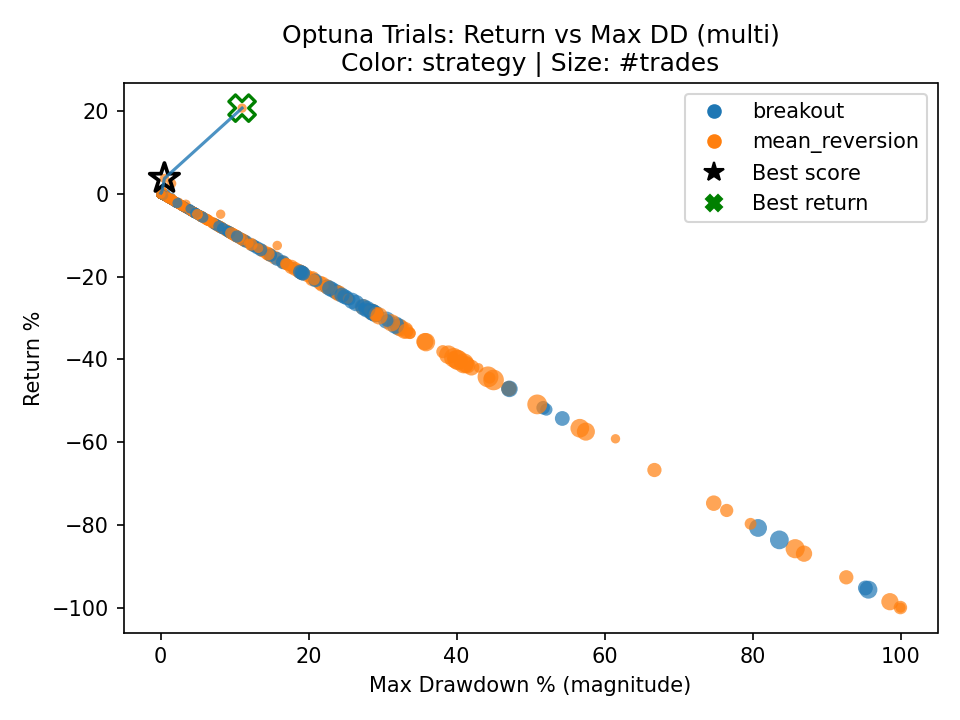 Optuna Trials: Return vs Max DD (multi)
Color: strategy | Size: #trades
breakout
mean_reversion
Best score
Best return
Return %
20
0
−20
−40
−60
−80
−100
0
20
40
60
80
100
Max Drawdown % (magnitude)